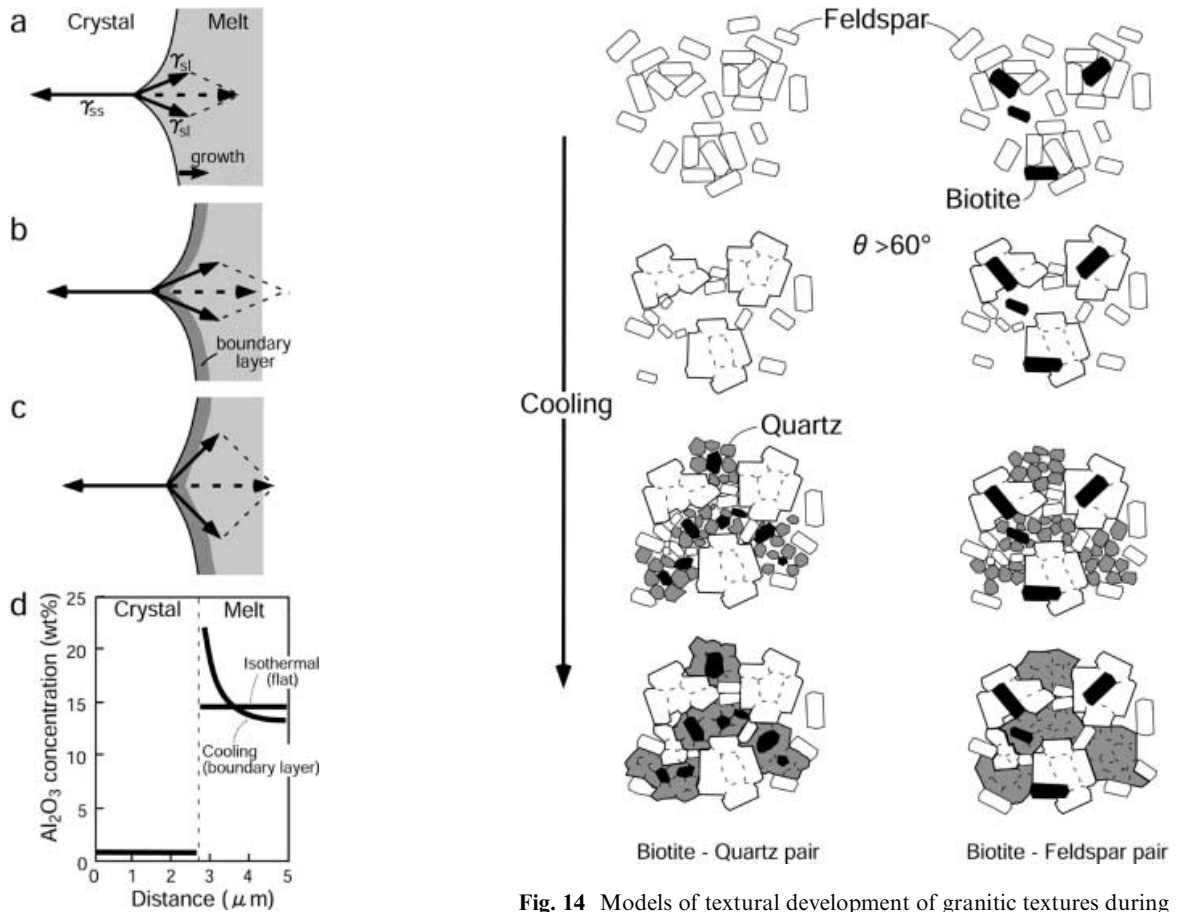 a
Crystal
Melt
γsl
γss
γsl
growth
b
boundary
layer
c
d
Crystal
Melt
Al2O3 concentration (wt%)
25
20
15
10
5
0
Isothermal
(flat)
Cooling
(boundary layer)
0 1 2 3 4 5
Distance (μm)
Feldspar
Biotite
θ >60°
Cooling
Quartz
Biotite - Quartz pair
Biotite - Feldspar pair
Fig. 14 Models of textural development of granitic textures during